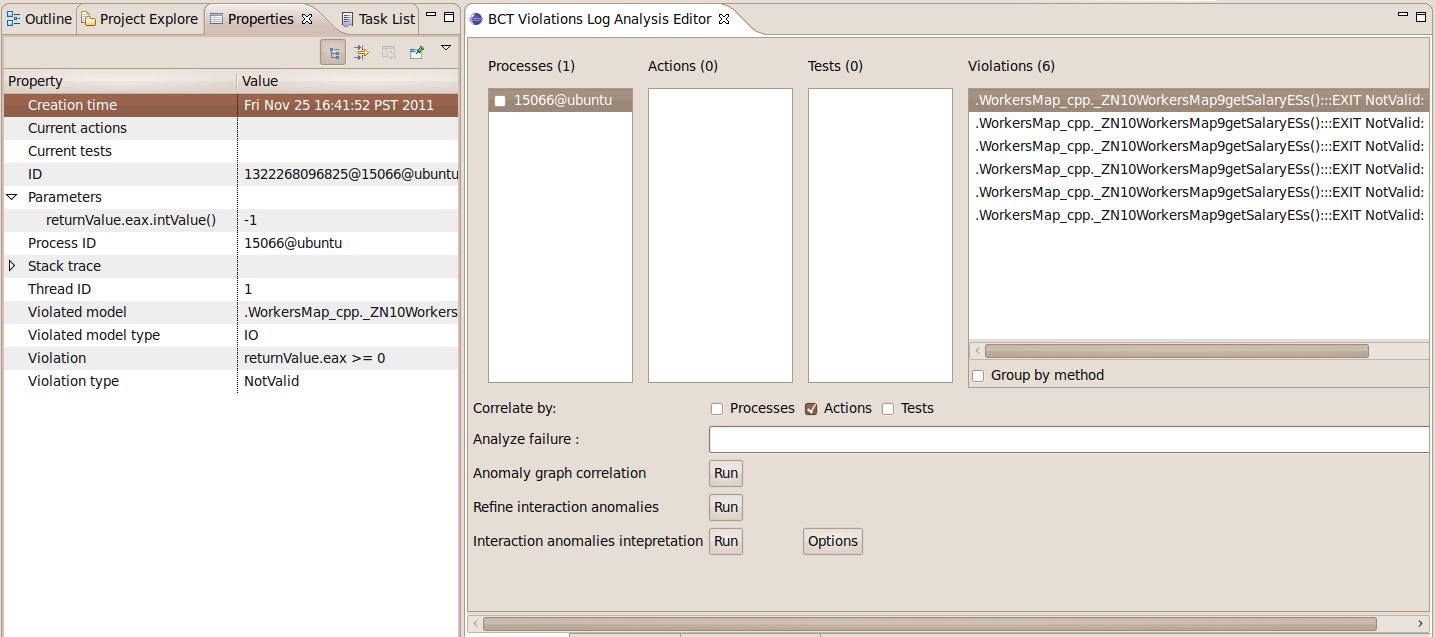 Outline
Project Explore
Properties
Task List
Property Value
Creation time Fri Nov 25 16:41:52 PST 2011
Current actions
Current tests
ID 1322268096825@15066@ubuntu
Parameters
returnValue.eax.intValue() -1
Process ID 15066@ubuntu
Stack trace
Thread ID 1
Violated model .WorkersMap_cpp._ZN10Workers
Violated model type IO
Violation returnValue.eax >= 0
Violation type NotValid
BCT Violations Log Analysis Editor
Processes (1)
15066@ubuntu
Actions (0)
Tests (0)
Violations (6)
.WorkersMap_cpp._ZN10WorkersMap9getSalaryESs():::EXIT NotValid:
.WorkersMap_cpp._ZN10WorkersMap9getSalaryESs():::EXIT NotValid:
.WorkersMap_cpp._ZN10WorkersMap9getSalaryESs():::EXIT NotValid:
.WorkersMap_cpp._ZN10WorkersMap9getSalaryESs():::EXIT NotValid:
.WorkersMap_cpp._ZN10WorkersMap9getSalaryESs():::EXIT NotValid:
.WorkersMap_cpp._ZN10WorkersMap9getSalaryESs():::EXIT NotValid:
Group by method
Correlate by: Processes Actions Tests
Analyze failure :
Anomaly graph correlation Run
Refine interaction anomalies Run
Interaction anomalies intepretation Run Options